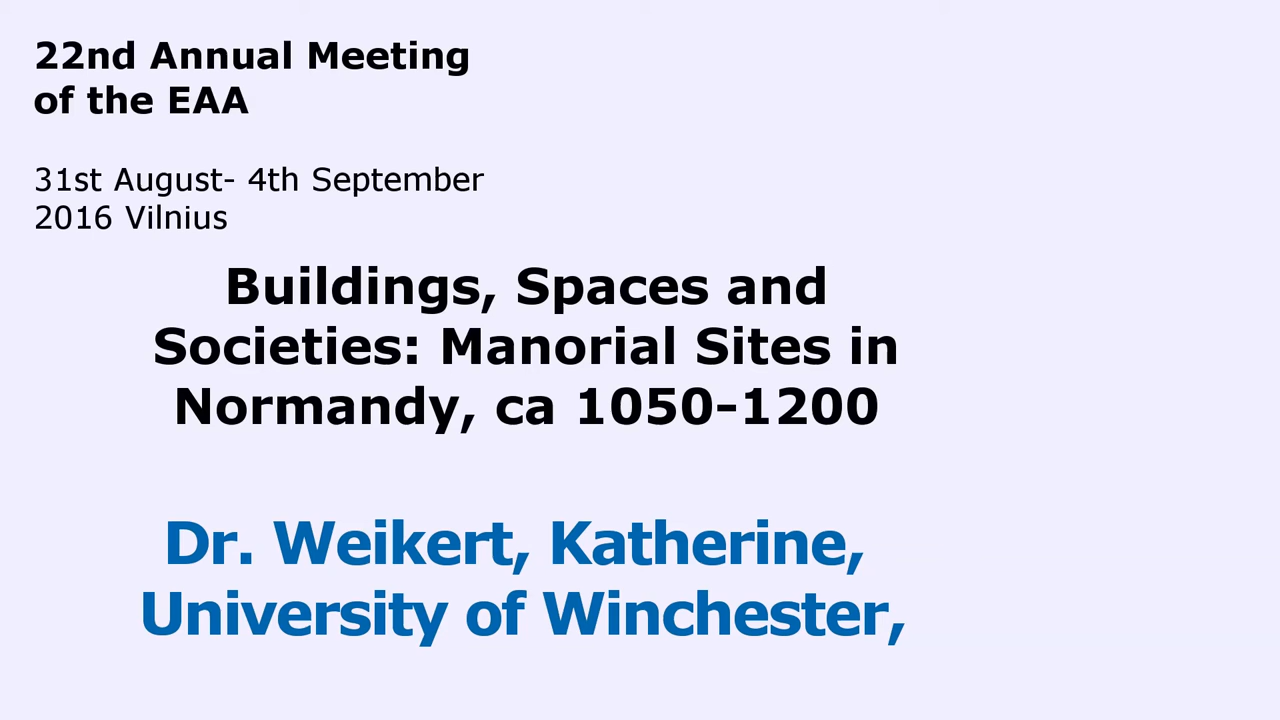 22nd Annual Meeting
of the EAA
31st August- 4th September
2016 Vilnius
Buildings, Spaces and
Societies: Manorial Sites in
Normandy, ca 1050-1200
Dr. Weikert, Katherine,
University of Winchester,